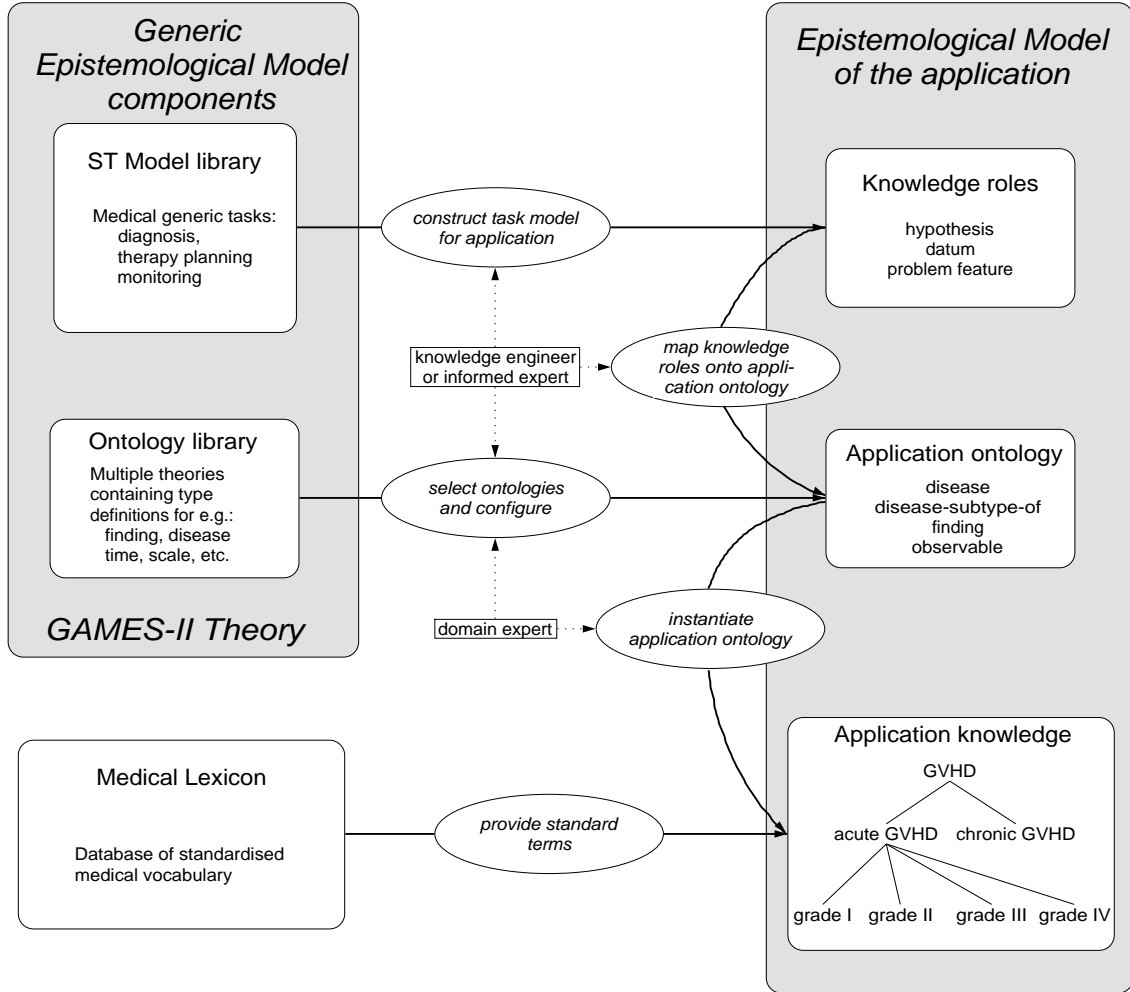 Generic
Epistemological Model
components
ST Model library
Medical generic tasks:
diagnosis,
therapy planning
monitoring
Ontology library
Multiple theories
containing type
definitions for e.g.:
finding, disease
time, scale, etc.
GAMES-II Theory
Medical Lexicon
Database of standardised
medical vocabulary
construct task model
for application
knowledge engineer
or informed expert
map knowledge
roles onto appli-
cation ontology
select ontologies
and configure
domain expert
instantiate
application ontology
provide standard
terms
Epistemological Model
of the application
Knowledge roles
hypothesis
datum
problem feature
Application ontology
disease
disease-subtype-of
finding
observable
Application knowledge
GVHD
acute GVHD chronic GVHD
grade I grade II grade III grade IV